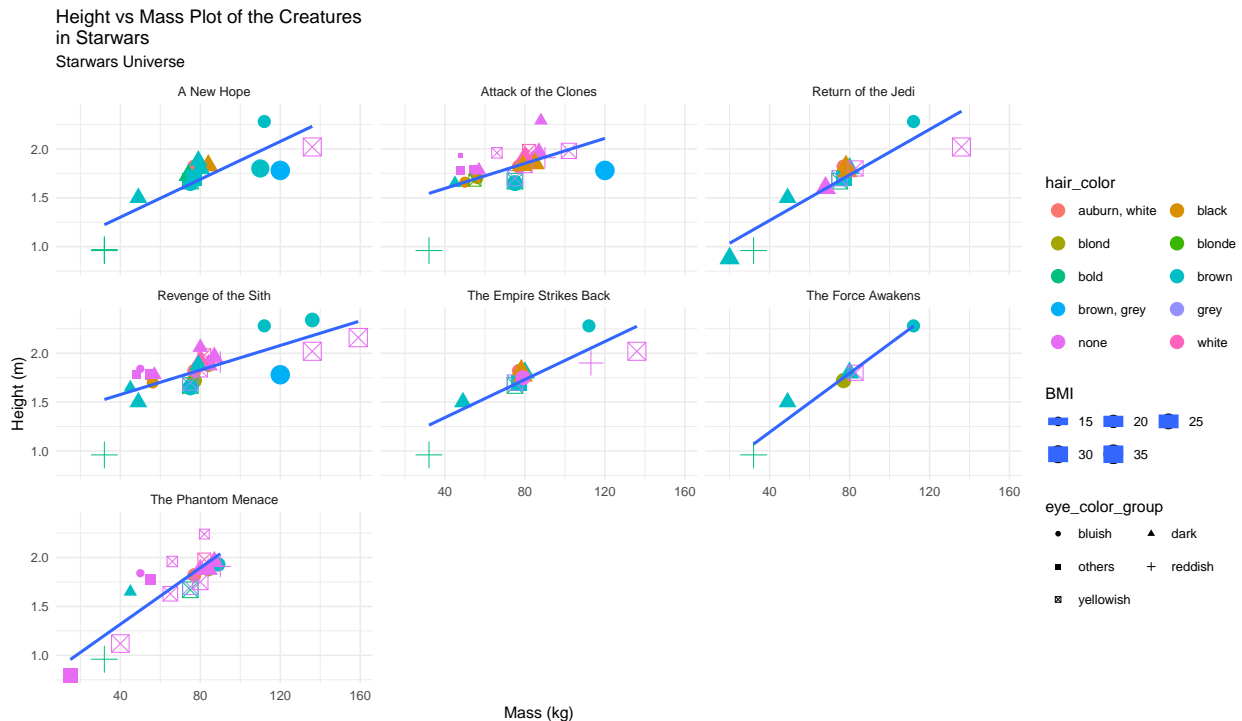 Height vs Mass Plot of the Creatures
in Starwars
Starwars Universe
A New Hope
Attack of the Clones
Return of the Jedi
2.0
1.5
1.0
Revenge of the Sith
The Empire Strikes Back
The Force Awakens
2.0
1.5
1.0
40 80 120 160
40 80 120 160
The Phantom Menace
2.0
1.5
1.0
40 80 120 160
Height (m)
Mass (kg)
hair_color
auburn, white
black
blond
blonde
bold
brown
brown, grey
grey
none
white
BMI
15 20 25
30 35
eye_color_group
bluish
dark
others
reddish
yellowish